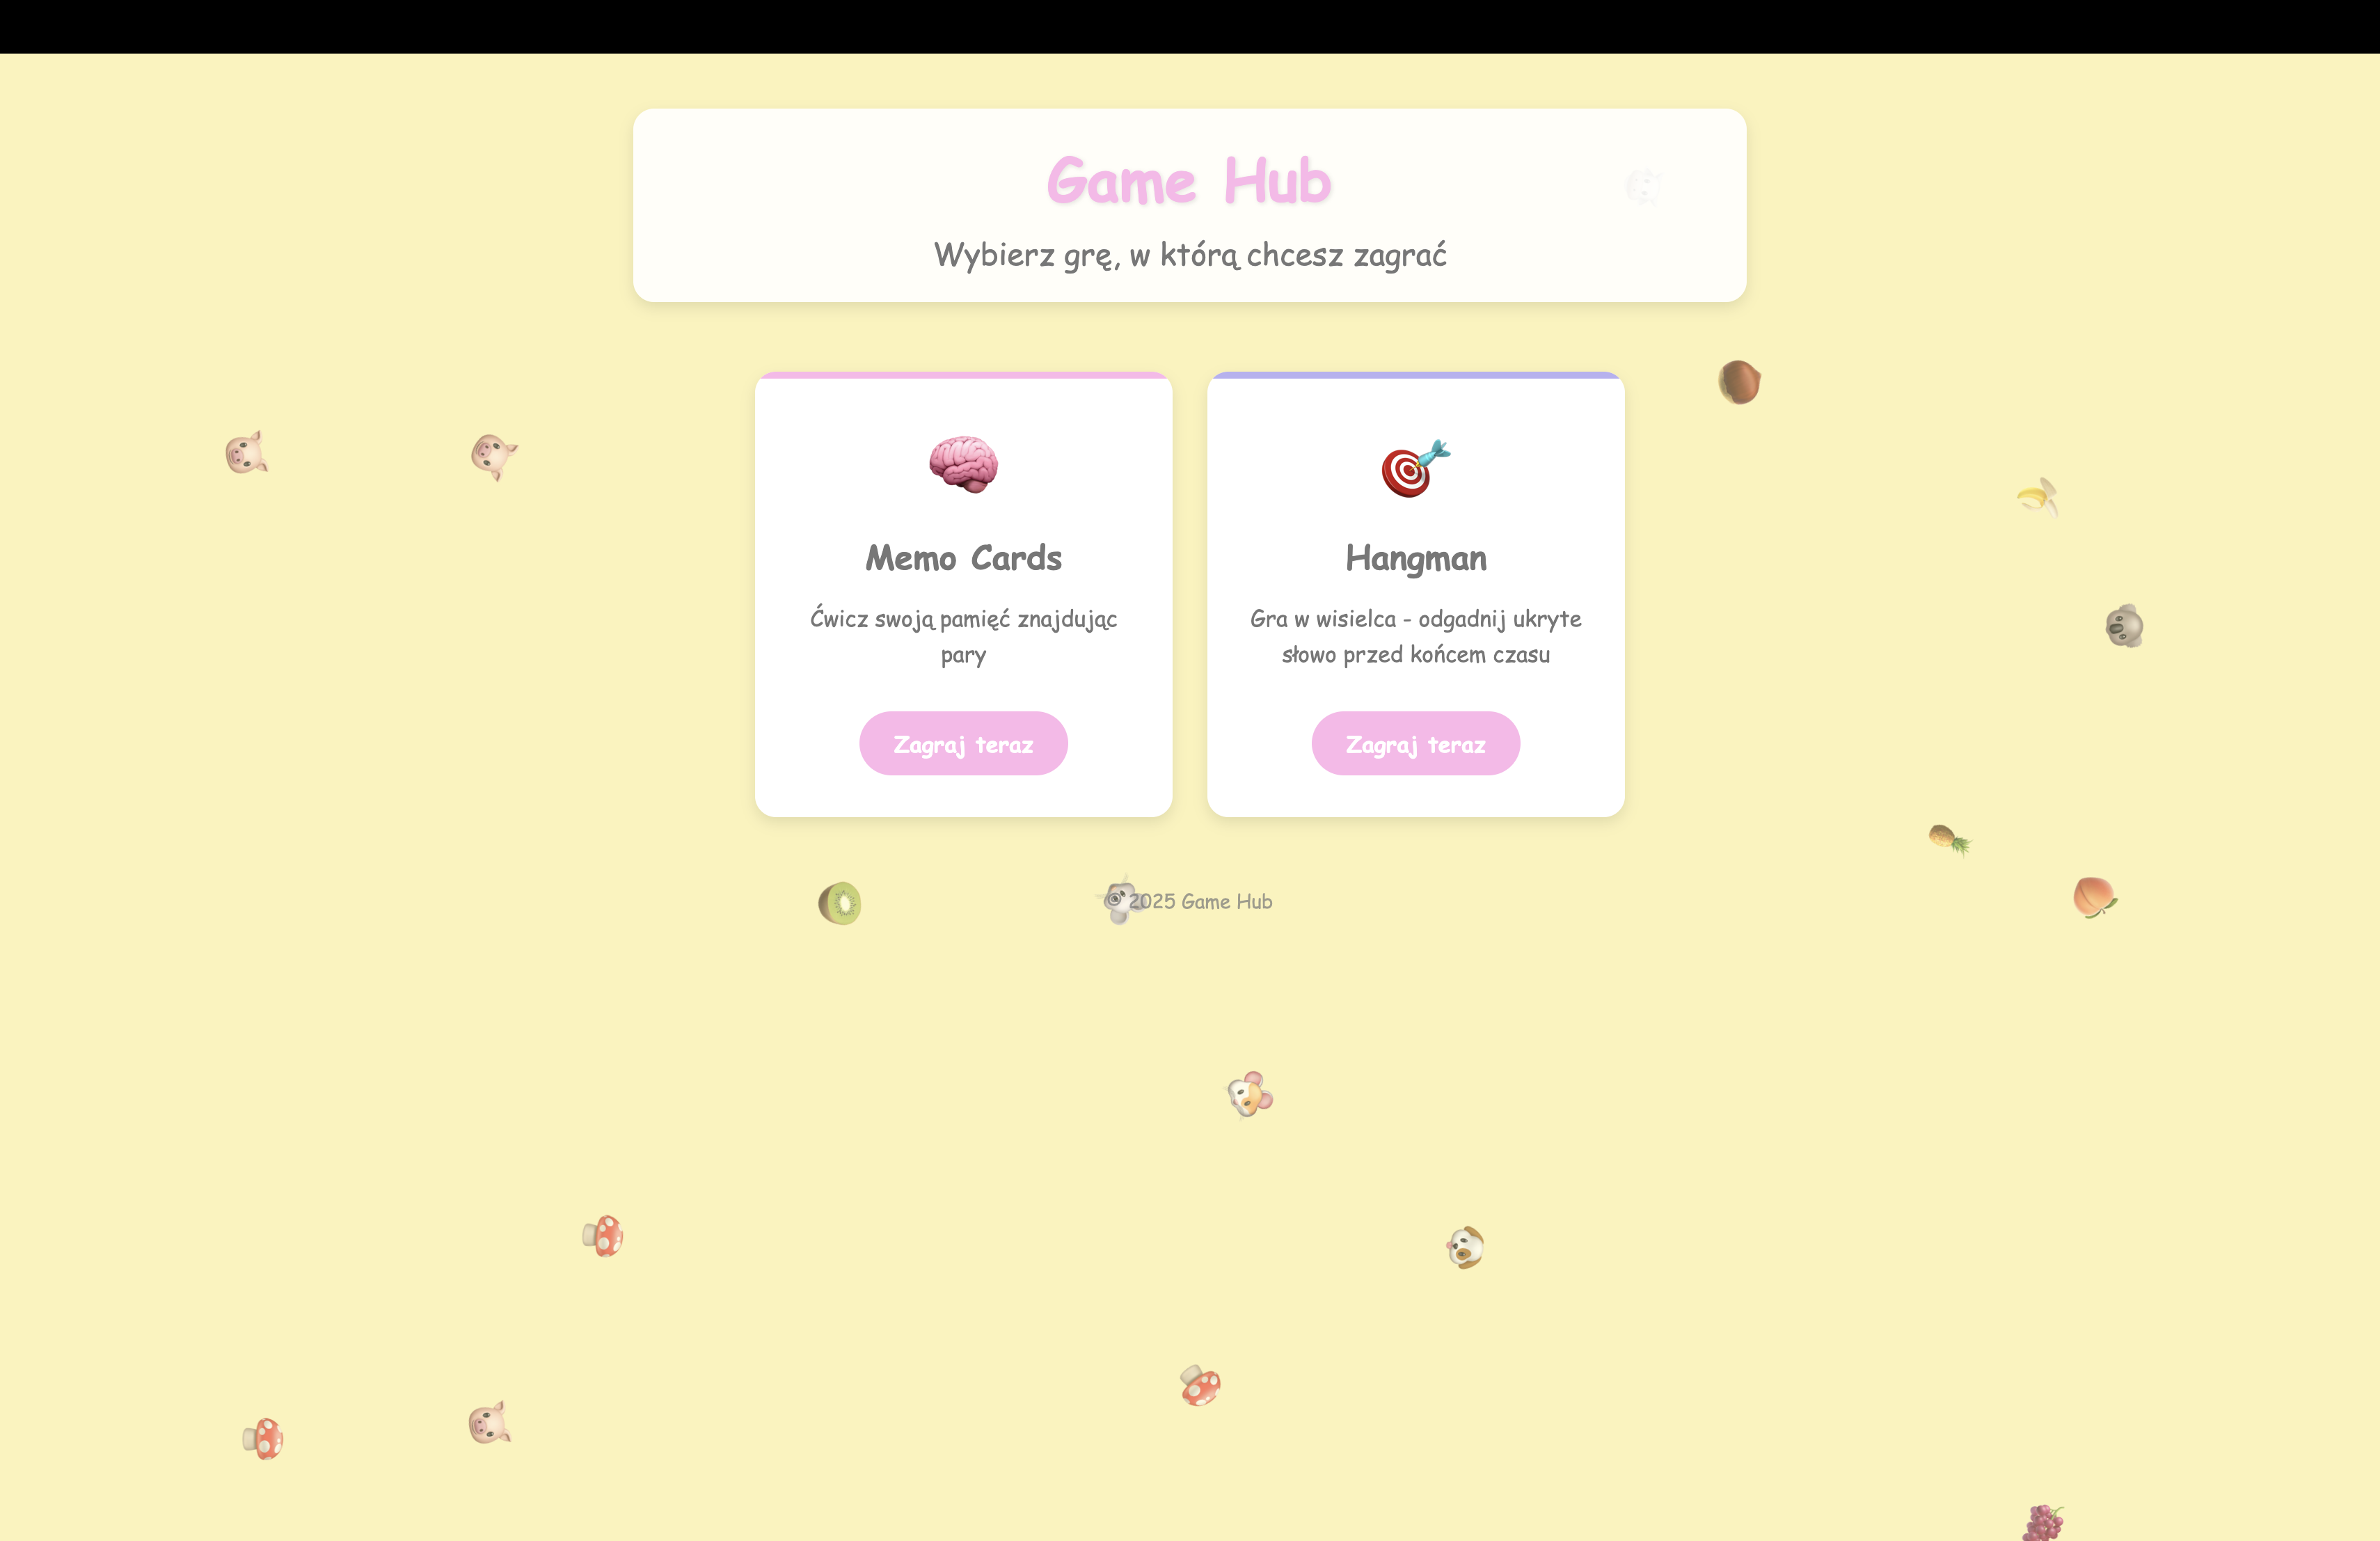 Game Hub
Wybierz grę, w którą chcesz zagrać
Memo Cards
Ćwicz swoją pamięć znajdując
pary
Zagraj teraz
Hangman
Gra w wisielca - odgadnij ukryte
słowo przed końcem czasu
Zagraj teraz
© 2025 Game Hub